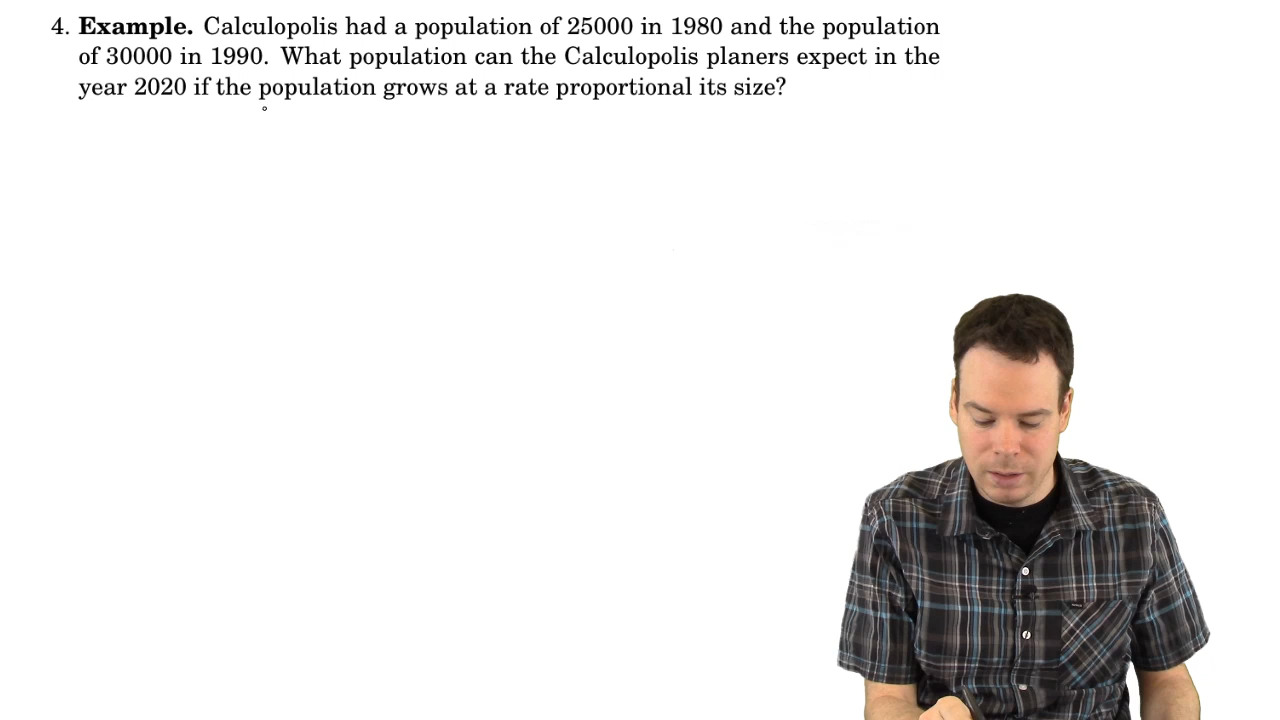 4. Example. Calculopolis had a population of 25000 in 1980 and the population
of 30000 in 1990. What population can the Calculopolis planers expect in the
year 2020 if the population grows at a rate proportional its size?